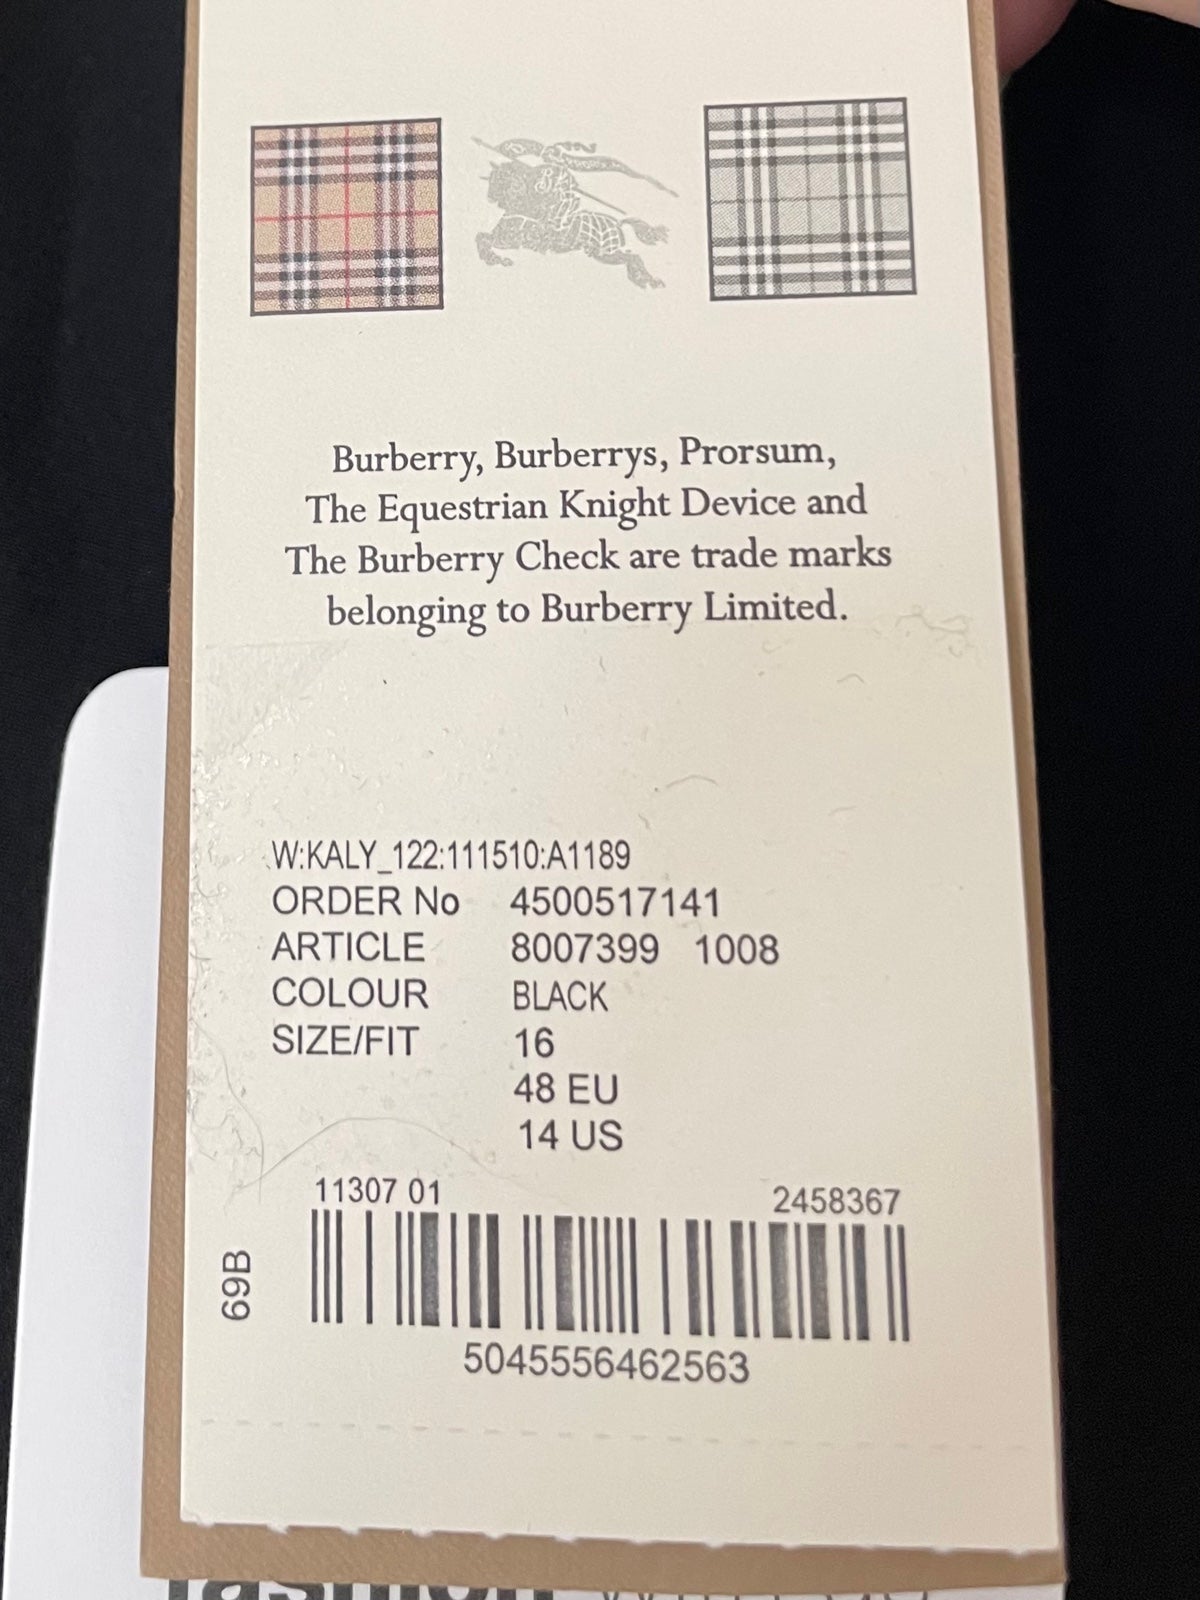 BK
Burberry, Burberrys, Prorsum,
The Equestrian Knight Device and
The Burberry Check are trade marks
belonging to Burberry Limited.
W:KALY_122:111510:A1189
ORDER No 4500517141
ARTICLE 8007399 1008
COLOUR BLACK
SIZE/FIT 16
48 EU
14 US
11307 01 2458367
69B
5045556462563
fashion